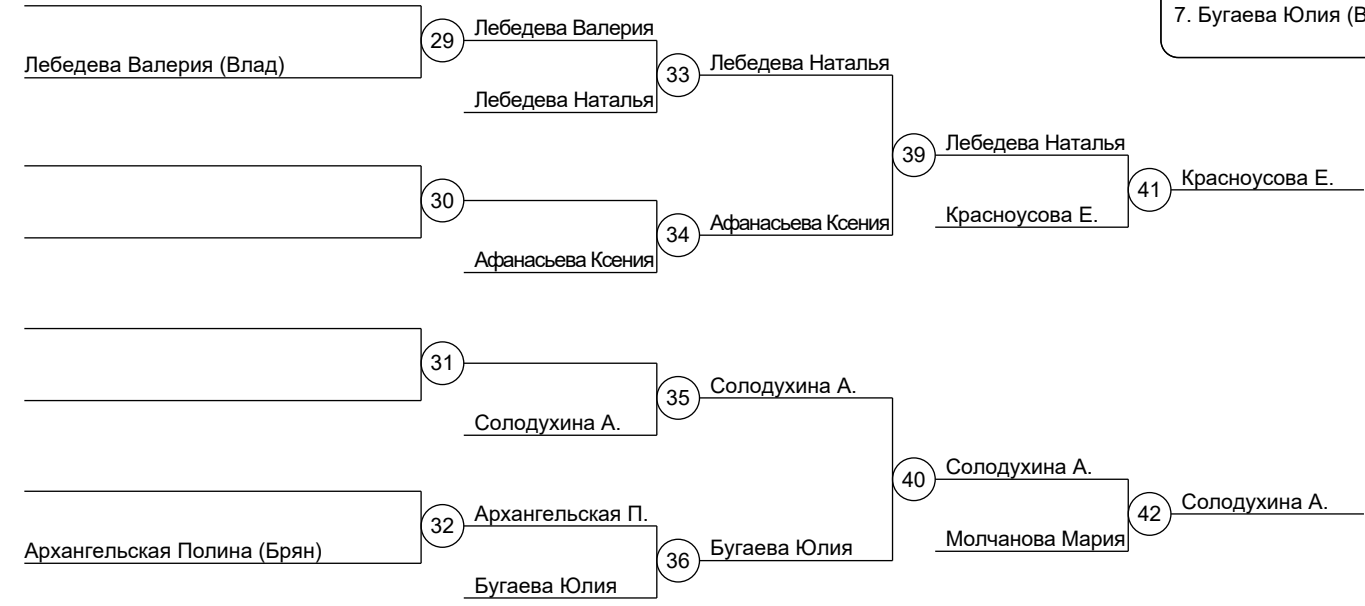 7. Бугаева Юлия (В
29
Лебедева Валерия
Лебедева Валерия (Влад)
33
Лебедева Наталья
Лебедева Наталья
39
Лебедева Наталья
41
Красноусова Е.
30
Красноусова Е.
34
Афанасьева Ксения
Афанасьева Ксения
31
35
Солодухина А.
Солодухина А.
40
Солодухина А.
42
Солодухина А.
32
Архангельская П.
Молчанова Мария
Архангельская Полина (Брян)
36
Бугаева Юлия
Бугаева Юлия